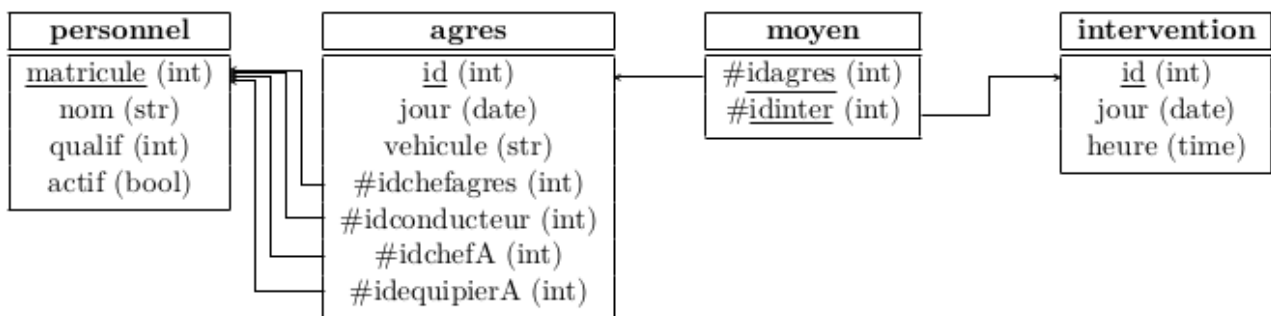 personnel
matricule (int)
nom (str)
qualif (int)
actif (bool)
agres
id (int)
jour (date)
vehicule (str)
#idchefagres (int)
#idconducteur (int)
#idchefA (int)
#idequipierA (int)
moyen
#idagres (int)
#idinter (int)
intervention
id (int)
jour (date)
heure (time)